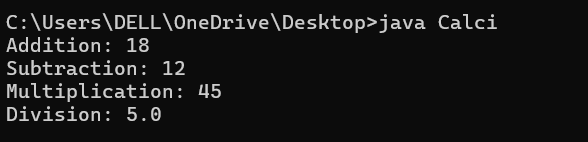 C:\Users\DELL\OneDrive\Desktop>java Calci
Addition: 18
Subtraction: 12
Multiplication: 45
Division: 5.0